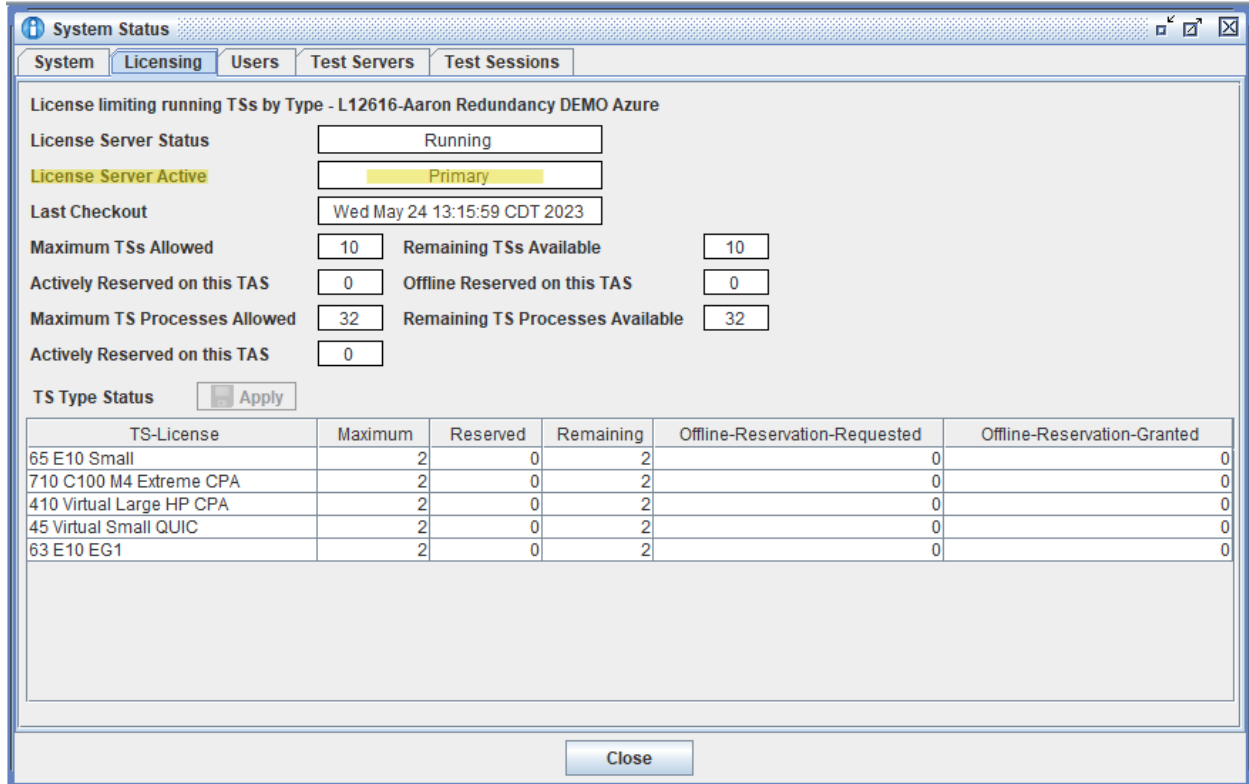 System Status
System Licensing Users Test Servers Test Sessions
License limiting running TSs by Type - L12616-Aaron Redundancy DEMO Azure
License Server Status Running
License Server Active Primary
Last Checkout Wed May 24 13:15:59 CDT 2023
Maximum TSs Allowed 10 Remaining TSs Available 10
Actively Reserved on this TAS 0 Offline Reserved on this TAS 0
Maximum TS Processes Allowed 32 Remaining TS Processes Available 32
Actively Reserved on this TAS 0
TS Type Status Apply
TS-License Maximum Reserved Remaining Offline-Reservation-Requested Offline-Reservation-Granted
65 E10 Small 2 0 2 0 0
710 C100 M4 Extreme CPA 2 0 2 0 0
410 Virtual Large HP CPA 2 0 2 0 0
45 Virtual Small QUIC 2 0 2 0 0
63 E10 EG1 2 0 2 0 0
Close